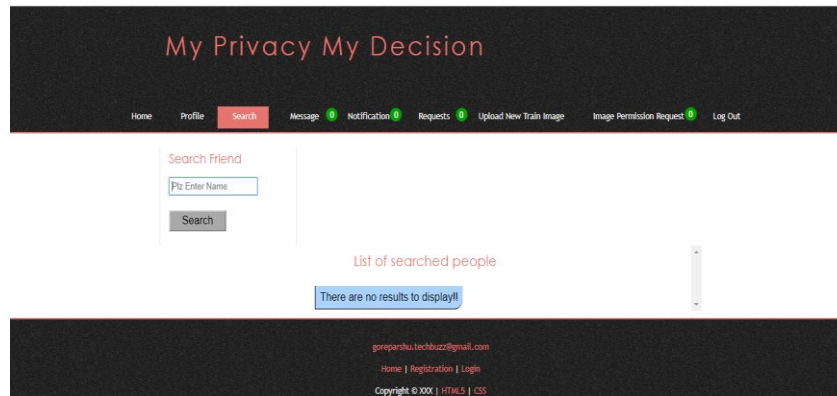 My Privacy My Decision
Home Profile Search Message 0 Notification 0 Requests 0 Upload New Train Image Image Permission Request 0 Log Out
Search Friend
Plz Enter Name
Search
List of searched people
There are no results to display!!
goreparshu.techbuzz@gmail.com
Home | Registration | Login
Copyright © XXX | HTML5 | CSS